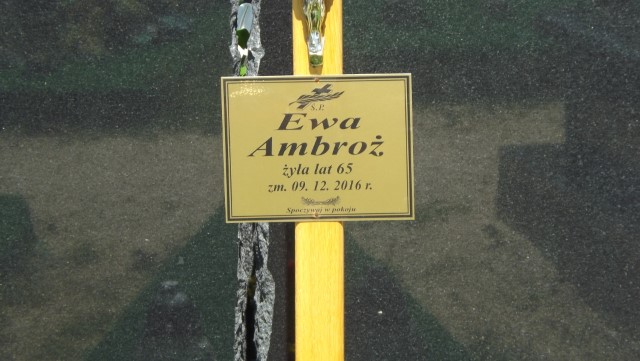 Ś.P.
Ewa
Ambroż
żyła lat 65
zm. 09. 12. 2016 r.
Spoczywaj w pokoju